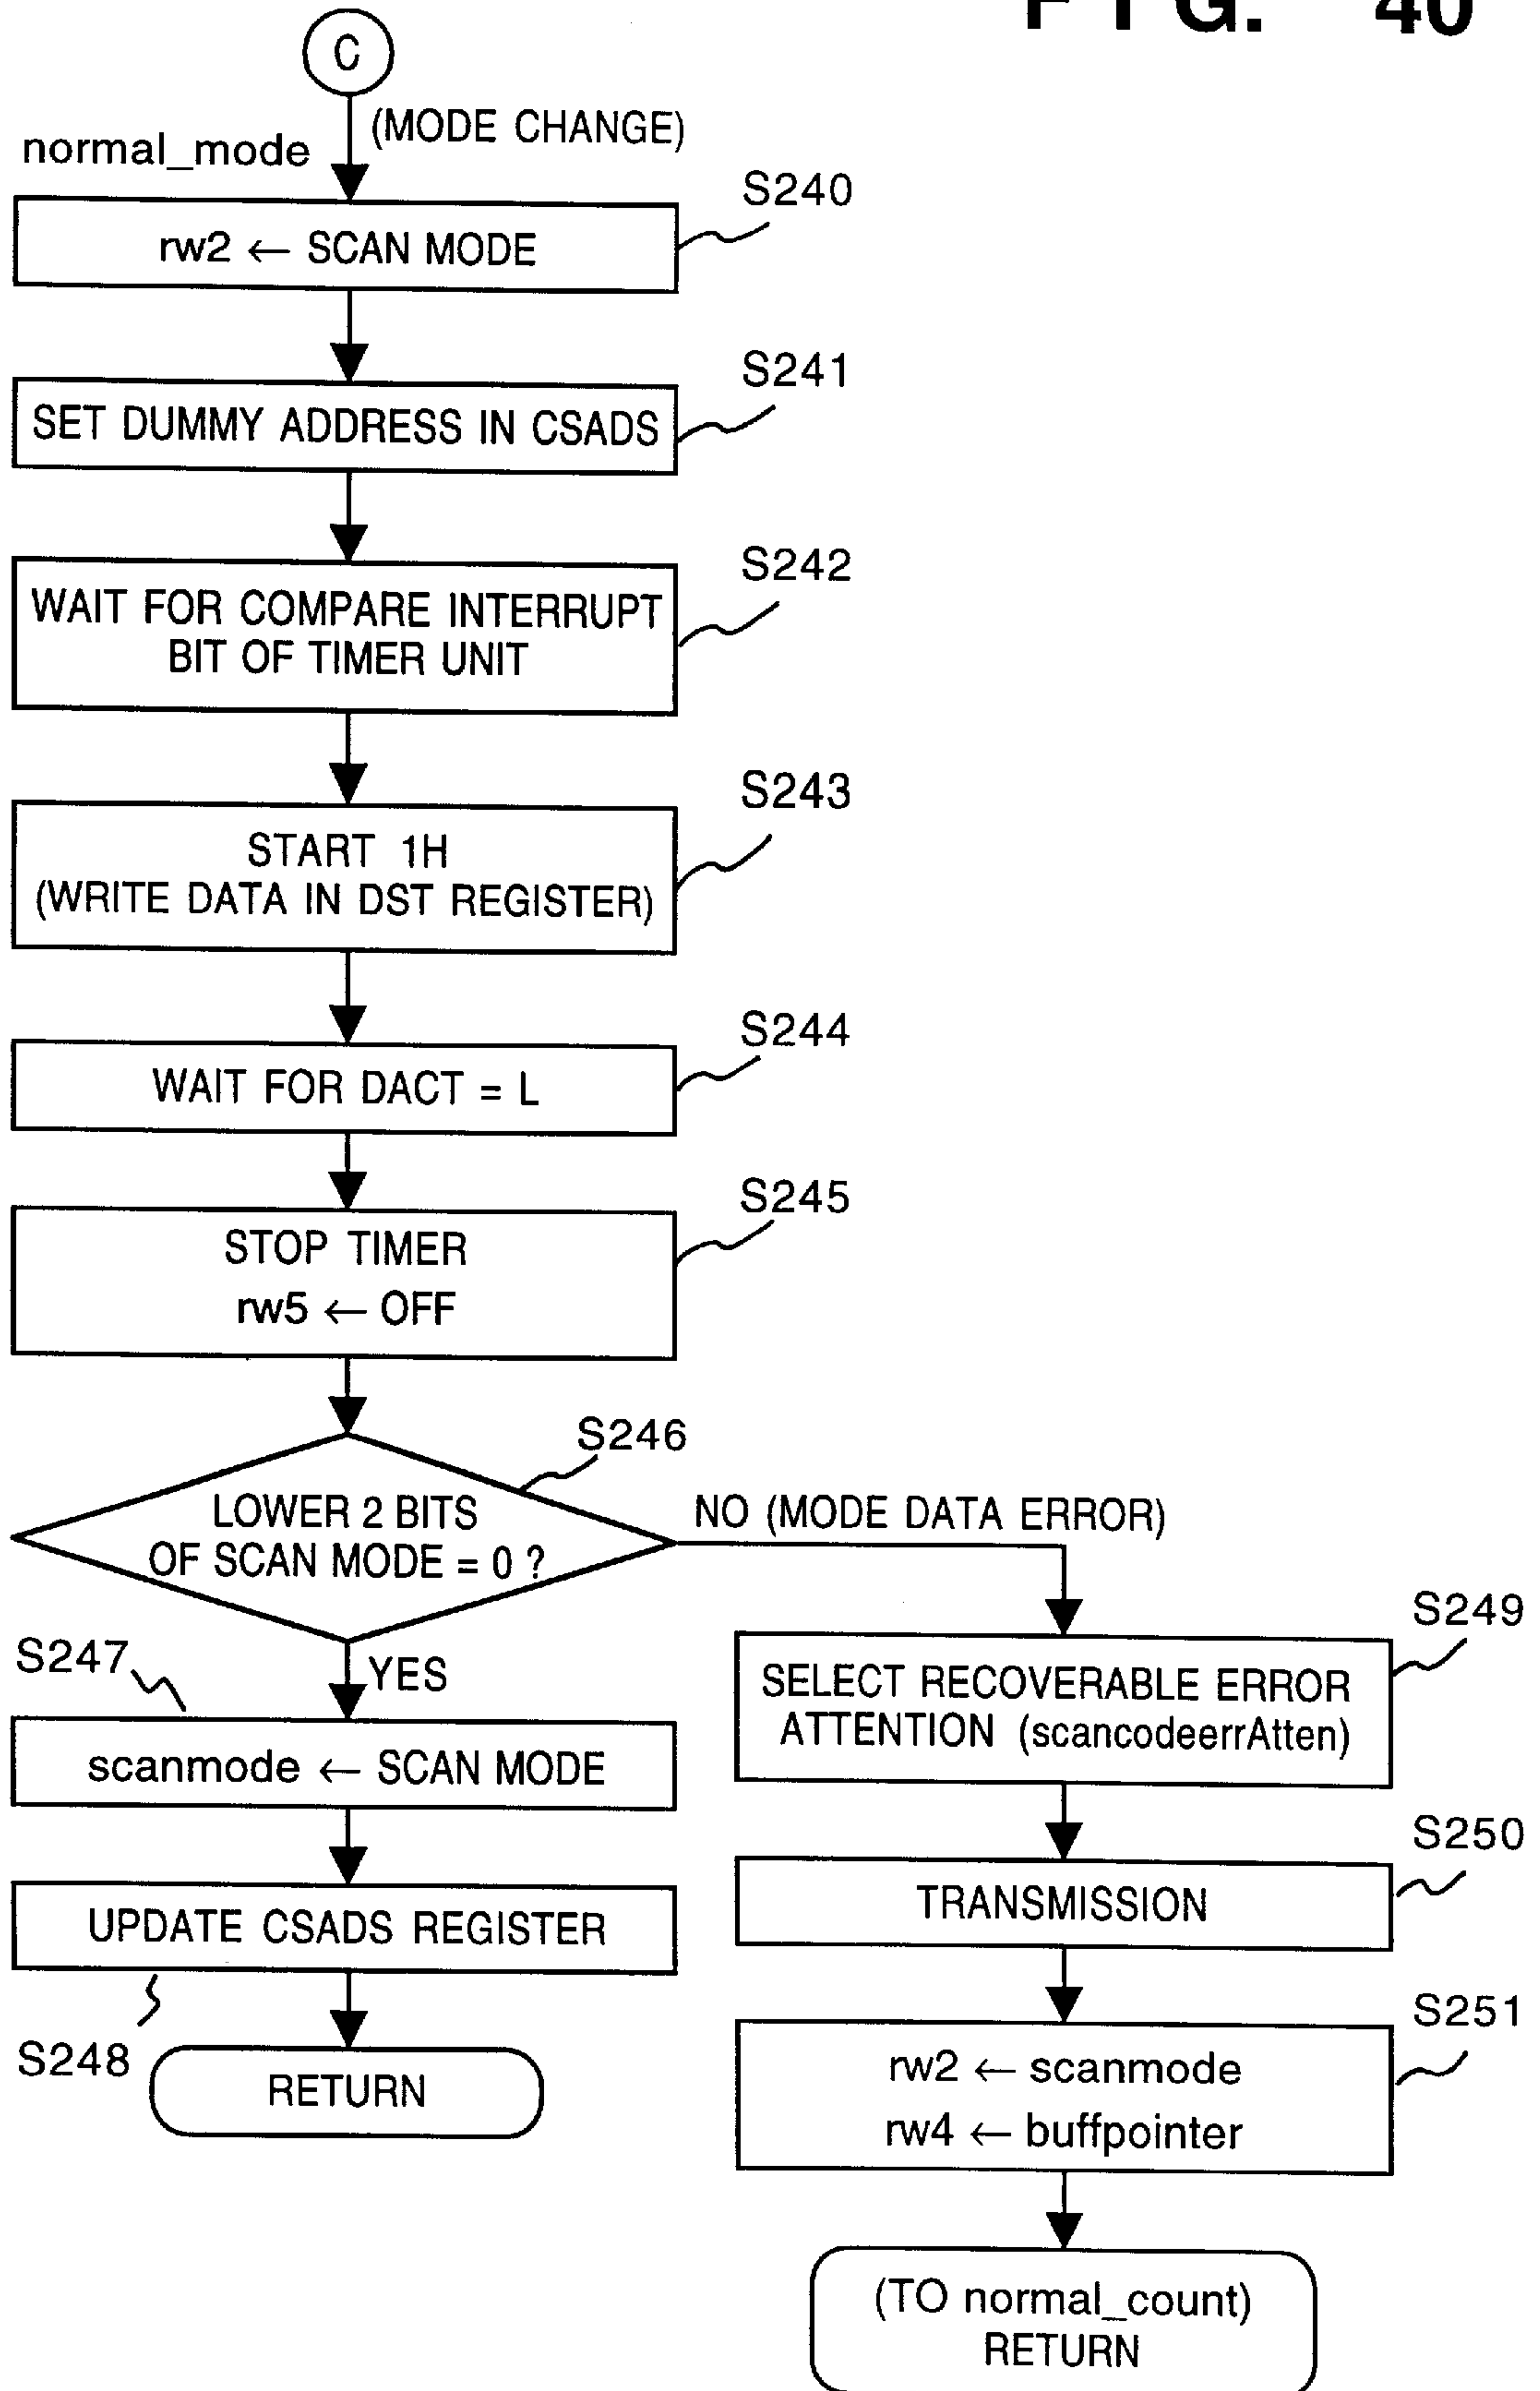 FIG. 40
C
(MODE CHANGE)
normal_mode
S240
rw2 ← SCAN MODE
S241
SET DUMMY ADDRESS IN CSADS
S242
WAIT FOR COMPARE INTERRUPT
BIT OF TIMER UNIT
S243
START 1H
(WRITE DATA IN DST REGISTER)
S244
WAIT FOR DACT = L
S245
STOP TIMER
rw5 ← OFF
S246
LOWER 2 BITS
OF SCAN MODE = 0 ?
NO (MODE DATA ERROR)
S247
YES
scanmode ← SCAN MODE
UPDATE CSADS REGISTER
S248
RETURN
S249
SELECT RECOVERABLE ERROR
ATTENTION (scancodeerrAtten)
S250
TRANSMISSION
S251
rw2 ← scanmode
rw4 ← buffpointer
(TO normal_count)
RETURN